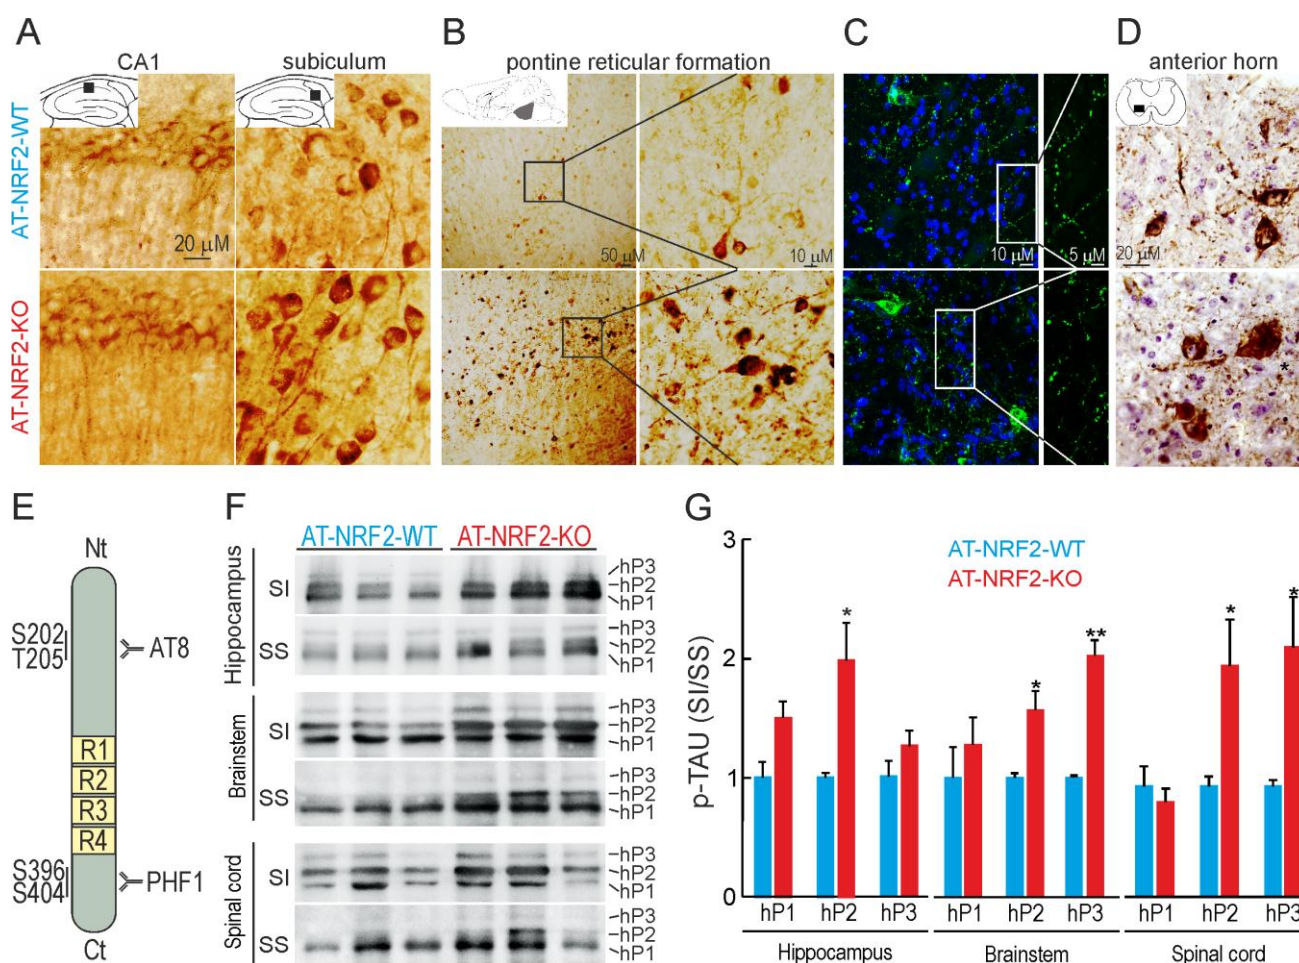 A
B
C
D
CA1
subiculum
pontine reticular formation
anterior horn
AT-NRF2-WT
20 µM
50 µM
10 µM
10 µM
5 µM
20 µM
AT-NRF2-KO
*
E
Nt
S202
T205
AT8
R1
R2
R3
R4
S396
S404
PHF1
Ct
F
AT-NRF2-WT AT-NRF2-KO
Hippocampus
SI
hP3
hP2
hP1
SS
hP3
hP2
hP1
Brainstem
SI
hP3
hP2
hP1
SS
hP3
hP2
hP1
Spinal cord
SI
hP3
hP2
hP1
SS
hP3
hP2
hP1
G
AT-NRF2-WT
AT-NRF2-KO
p-TAU (SI/SS)
3
2
1
0
* * ** * *
hP1 hP2 hP3 hP1 hP2 hP3 hP1 hP2 hP3
Hippocampus Brainstem Spinal cord